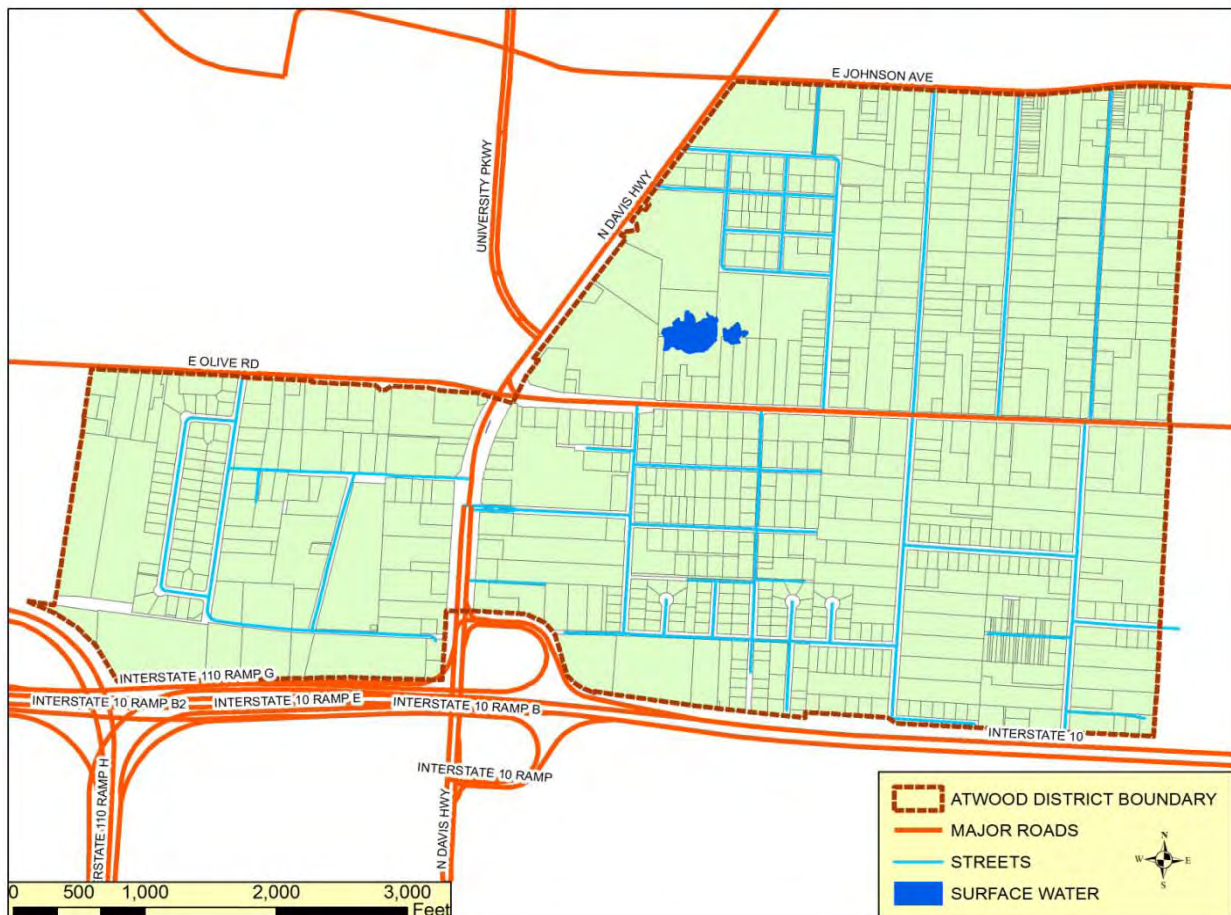 E JOHNSON AVE
UNIVERSITY PKWY
N DAVIS HWY
E OLIVE RD
INTERSTATE 110 RAMP G
INTERSTATE 10 RAMP B2
INTERSTATE 10 RAMP E
INTERSTATE 10 RAMP B
INTERSTATE 10
INTERSTATE 10 RAMP
ERSTATE 110 RAMP H
N DAVIS HWY
ATWOOD DISTRICT BOUNDARY
MAJOR ROADS
STREETS
SURFACE WATER
N
W E
S
0 500 1,000 2,000 3,000
Feet